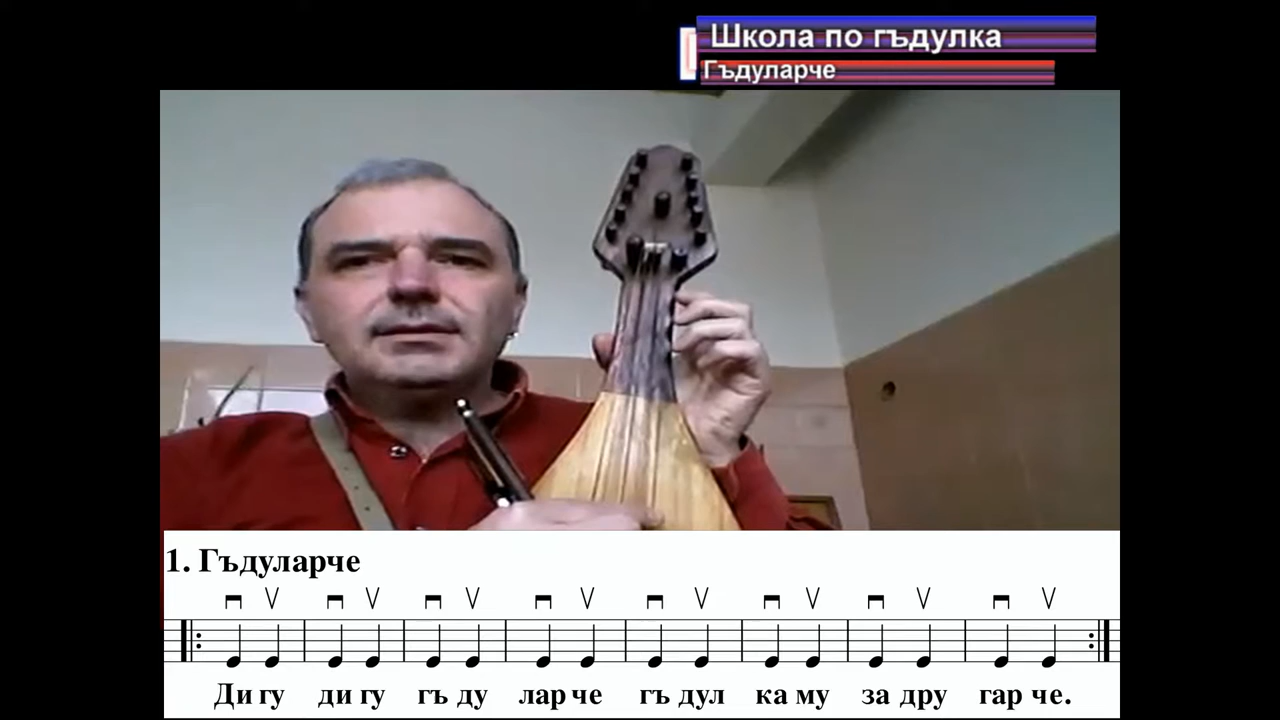 Школа по гъдулка
Гъдуларче
1. Гъдуларче
Ди гу ди гу гъ ду лар че гъ дул ка му за дру гар че.